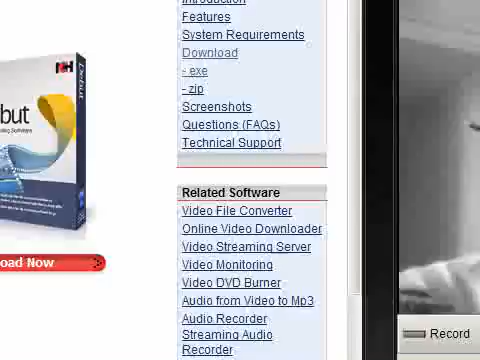 Introduction
Features
System Requirements
Download
- exe
- zip
Screenshots
Questions (FAQs)
Technical Support
Related Software
Video File Converter
Online Video Downloader
Video Streaming Server
Video Monitoring
Video DVD Burner
Audio from Video to Mp3
Audio Recorder
Streaming Audio
Recorder
NCH
Debut
but
oad Now
Record